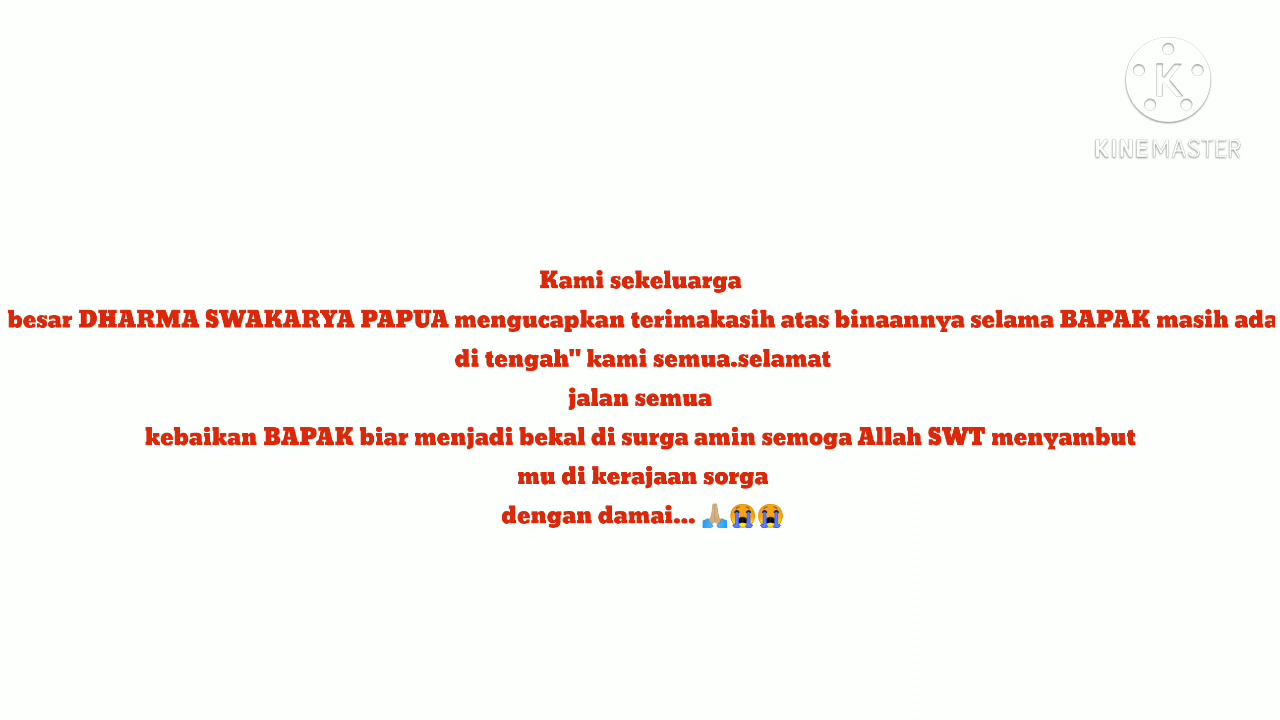 KINEMASTER
Kami sekeluarga
besar DHARMA SWAKARYA PAPUA mengucapkan terimakasih atas binaannya selama BAPAK masih ada
di tengah" kami semua.selamat
jalan semua
kebaikan BAPAK biar menjadi bekal di surga amin semoga Allah SWT menyambut
mu di kerajaan sorga
dengan damai... 🙏🏼😭😭